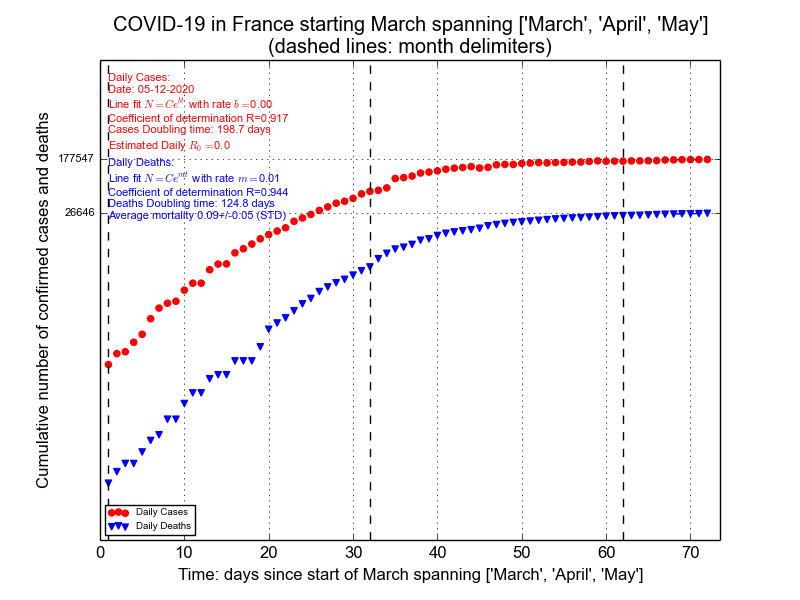 COVID-19 in France starting March spanning ['March', 'April', 'May']
(dashed lines: month delimiters)
Daily Cases:
Date: 05-12-2020
Line fit N = Ce^{bt} with rate b = 0.00
Coefficient of determination R=0.917
Cases Doubling time: 198.7 days
Estimated Daily R_0 = 0.0
Daily Deaths:
Line fit N = Ce^{mt} with rate m = 0.01
Coefficient of determination R=0.944
Deaths Doubling time: 124.8 days
Average mortality 0.09+/-0.05 (STD)
177547
26646
Cumulative number of confirmed cases and deaths
Daily Cases
Daily Deaths
0 10 20 30 40 50 60 70
Time: days since start of March spanning ['March', 'April', 'May']